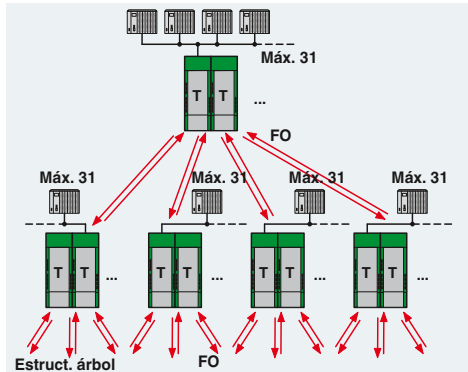 Máx. 31
T T ...
FO
Máx. 31 Máx. 31 Máx. 31 Máx. 31
T T ... T T ... T T ... T T ...
Estruct. árbol FO